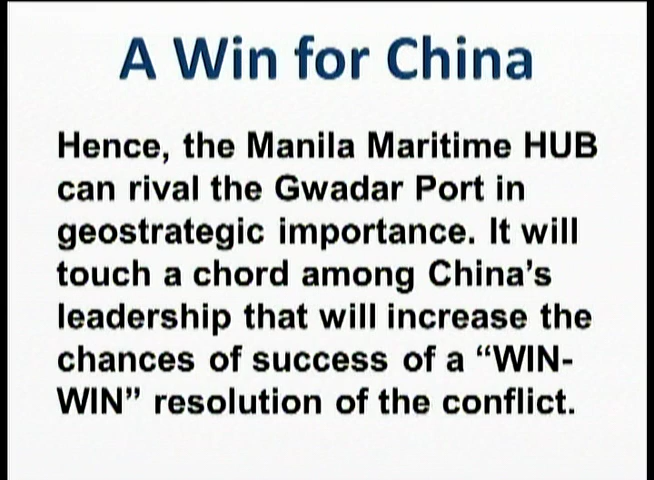 A Win for China
Hence, the Manila Maritime HUB
can rival the Gwadar Port in
geostrategic importance. It will
touch a chord among China’s
leadership that will increase the
chances of success of a “WIN-
WIN” resolution of the conflict.